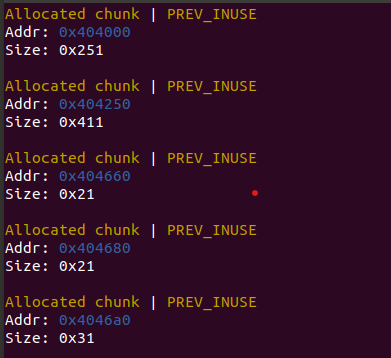 Allocated chunk | PREV_INUSE
Addr: 0x404000
Size: 0x251
Allocated chunk | PREV_INUSE
Addr: 0x404250
Size: 0x411
Allocated chunk | PREV_INUSE
Addr: 0x404660
Size: 0x21
Allocated chunk | PREV_INUSE
Addr: 0x404680
Size: 0x21
Allocated chunk | PREV_INUSE
Addr: 0x4046a0
Size: 0x31